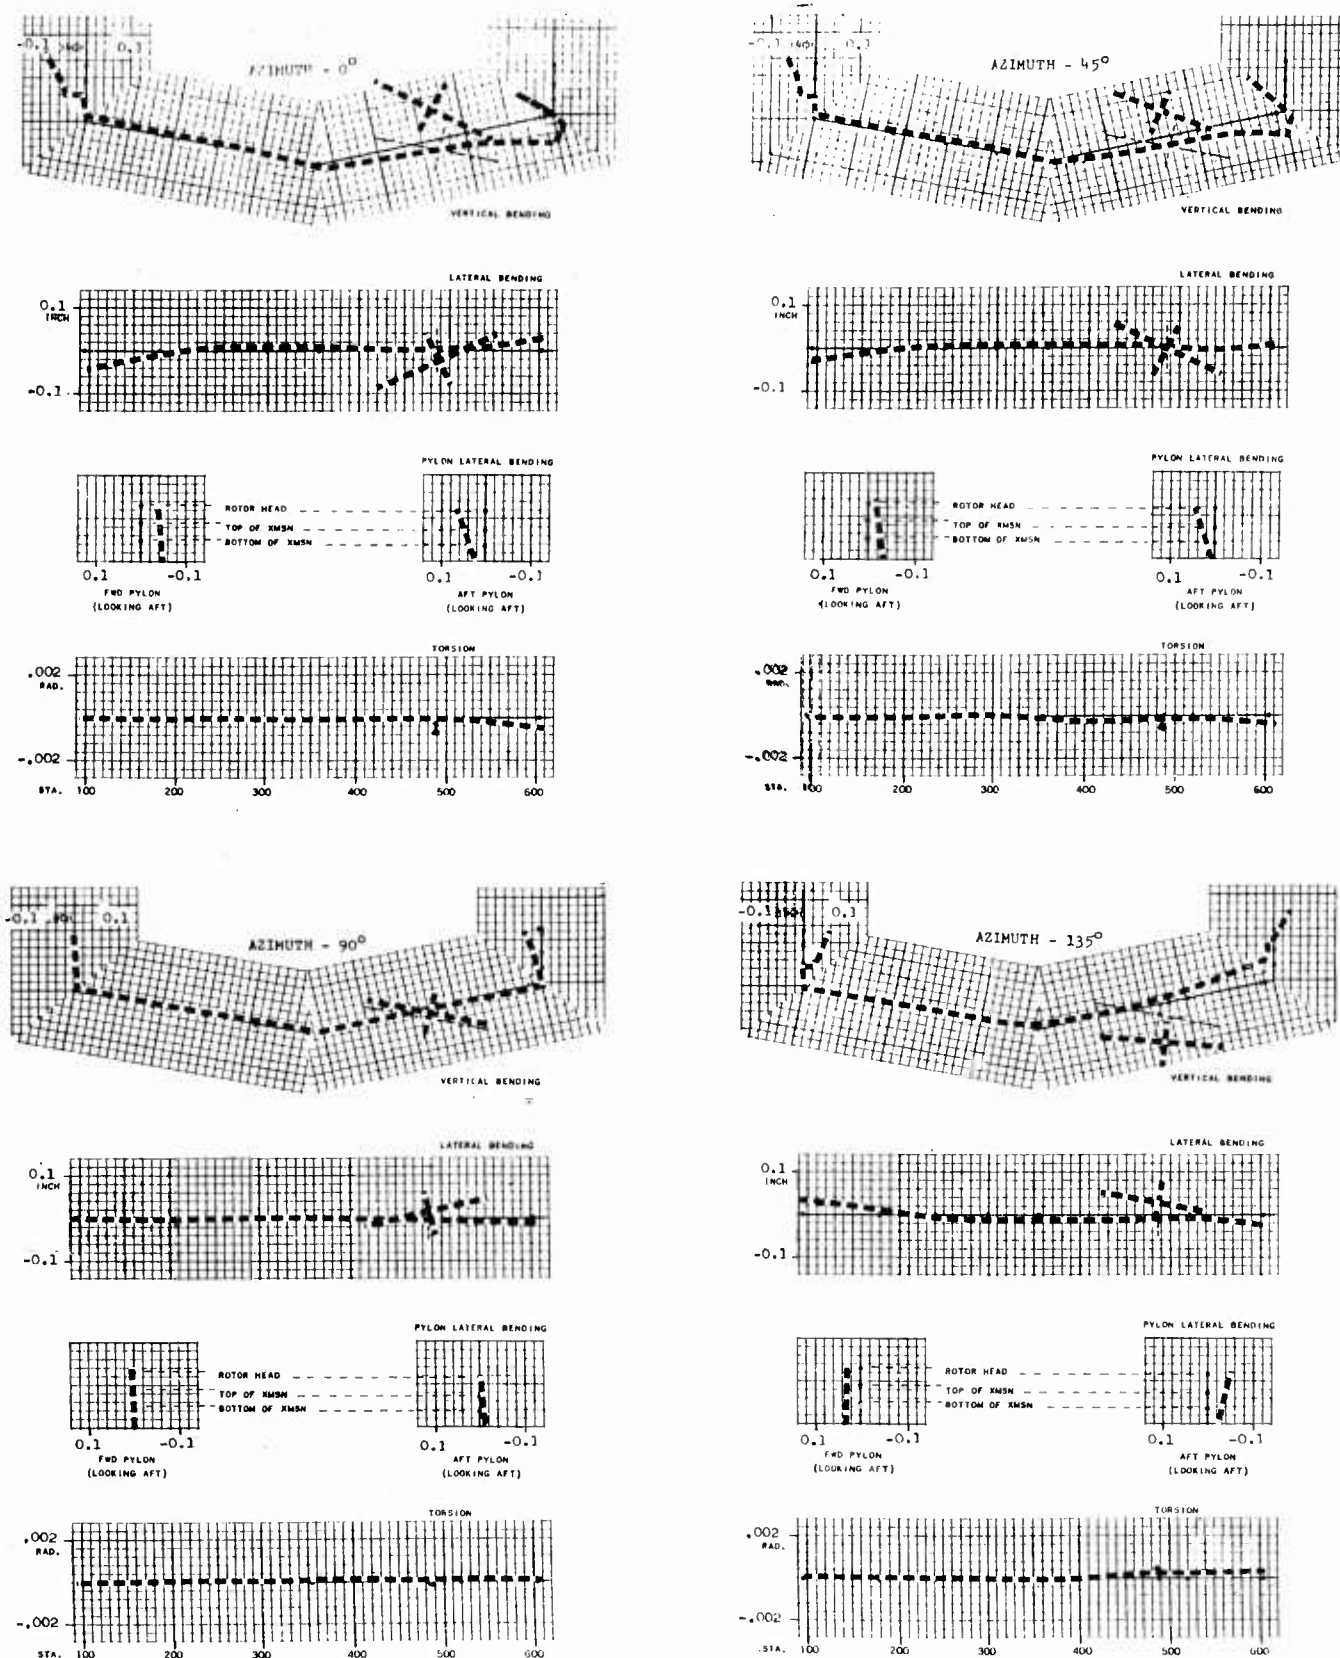 -0.1 0.1
AZIMUTH - 0°
VERTICAL BENDING
LATERAL BENDING
0.1
INCH
-0.1
PYLON LATERAL BENDING
ROTOR HEAD
TOP OF XMSN
BOTTOM OF XMSN
0.1 -0.1 0.1 -0.1
FWD PYLON AFT PYLON
(LOOKING AFT) (LOOKING AFT)
TORSION
.002
RAD.
-.002
STA. 100 200 300 400 500 600
-0.1 0.1
AZIMUTH - 45°
VERTICAL BENDING
LATERAL BENDING
0.1
INCH
-0.1
PYLON LATERAL BENDING
ROTOR HEAD
TOP OF XMSN
BOTTOM OF XMSN
0.1 -0.1 0.1 -0.1
FWD PYLON AFT PYLON
(LOOKING AFT) (LOOKING AFT)
TORSION
.002
RAD.
-.002
STA. 100 200 300 400 500 600
-0.1 0.1
AZIMUTH - 90°
VERTICAL BENDING
LATERAL BENDING
0.1
INCH
-0.1
PYLON LATERAL BENDING
ROTOR HEAD
TOP OF XMSN
BOTTOM OF XMSN
0.1 -0.1 0.1 -0.1
FWD PYLON AFT PYLON
(LOOKING AFT) (LOOKING AFT)
TORSION
.002
RAD.
-.002
STA. 100 200 300 400 500 600
-0.1 0.1
AZIMUTH - 135°
VERTICAL BENDING
LATERAL BENDING
0.1
INCH
-0.1
PYLON LATERAL BENDING
ROTOR HEAD
TOP OF XMSN
BOTTOM OF XMSN
0.1 -0.1 0.1 -0.1
FWD PYLON AFT PYLON
(LOOKING AFT) (LOOKING AFT)
TORSION
.002
RAD.
-.002
STA. 100 200 300 400 500 600